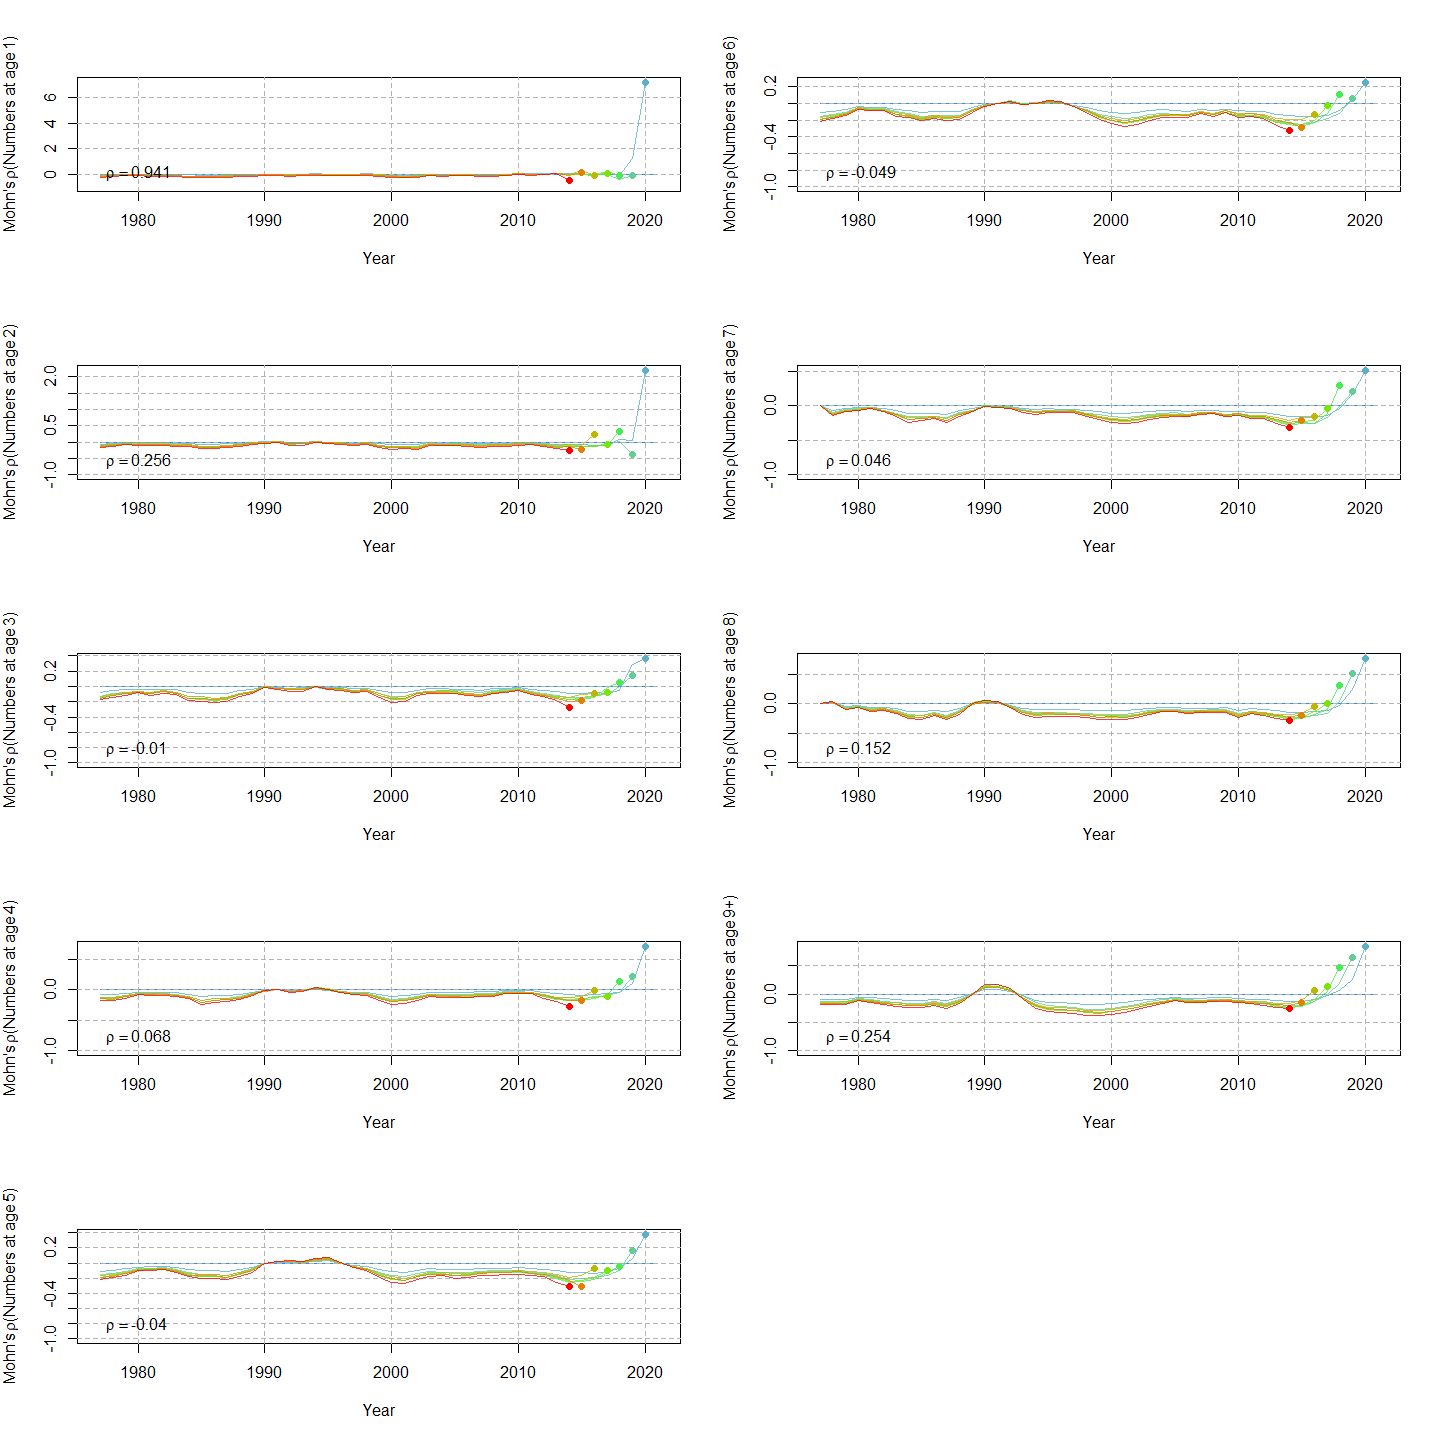 Mohn's ρ(Numbers at age 1)
6
4
2
0
ρ = 0.941
1980 1990 2000 2010 2020
Year
Mohn's ρ(Numbers at age 6)
0.2
-0.4
-1.0
ρ = -0.049
1980 1990 2000 2010 2020
Year
Mohn's ρ(Numbers at age 2)
2.0
0.5
-1.0
ρ = 0.256
1980 1990 2000 2010 2020
Year
Mohn's ρ(Numbers at age 7)
0.0
-1.0
ρ = 0.046
1980 1990 2000 2010 2020
Year
Mohn's ρ(Numbers at age 3)
0.2
-0.4
-1.0
ρ = -0.01
1980 1990 2000 2010 2020
Year
Mohn's ρ(Numbers at age 8)
0.0
-1.0
ρ = 0.152
1980 1990 2000 2010 2020
Year
Mohn's ρ(Numbers at age 4)
0.0
-1.0
ρ = 0.068
1980 1990 2000 2010 2020
Year
Mohn's ρ(Numbers at age 9+)
0.0
-1.0
ρ = 0.254
1980 1990 2000 2010 2020
Year
Mohn's ρ(Numbers at age 5)
0.2
-0.4
-1.0
ρ = -0.04
1980 1990 2000 2010 2020
Year